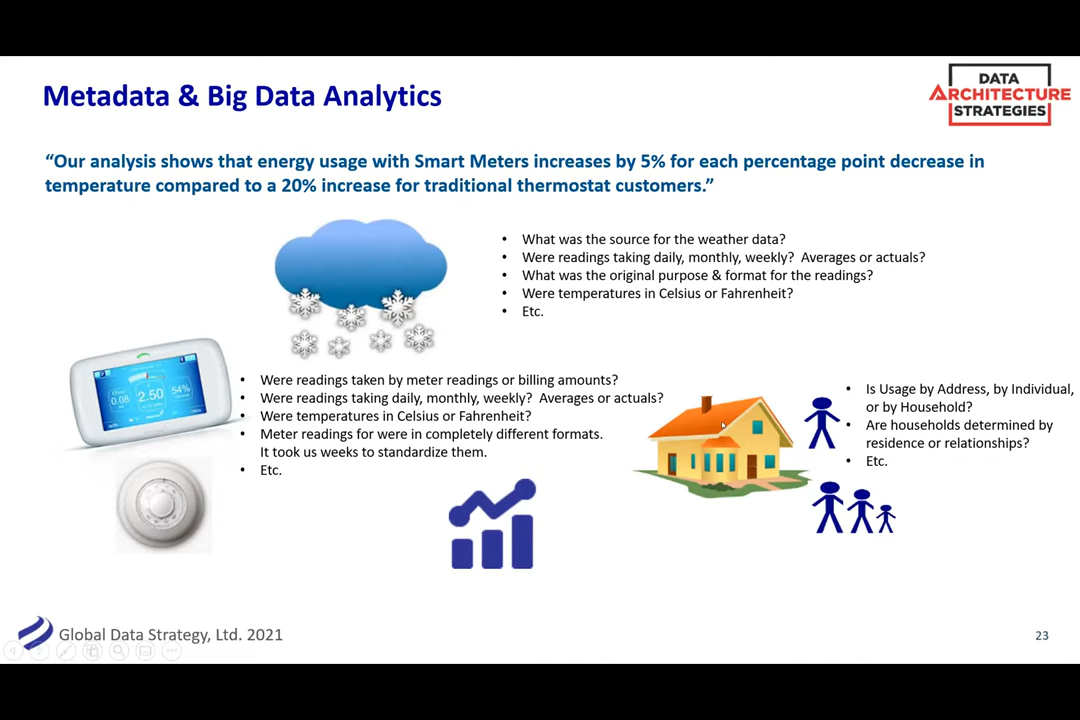 Metadata & Big Data Analytics
DATA
ARCHITECTURE
STRATEGIES
“Our analysis shows that energy usage with Smart Meters increases by 5% for each percentage point decrease in
temperature compared to a 20% increase for traditional thermostat customers.”
• What was the source for the weather data?
• Were readings taking daily, monthly, weekly? Averages or actuals?
• What was the original purpose & format for the readings?
• Were temperatures in Celsius or Fahrenheit?
• Etc.
0.08
2.50
54%
• Were readings taken by meter readings or billing amounts?
• Were readings taking daily, monthly, weekly? Averages or actuals?
• Were temperatures in Celsius or Fahrenheit?
• Meter readings for were in completely different formats.
It took us weeks to standardize them.
• Etc.
• Is Usage by Address, by Individual,
or by Household?
• Are households determined by
residence or relationships?
• Etc.
Global Data Strategy, Ltd. 2021
23